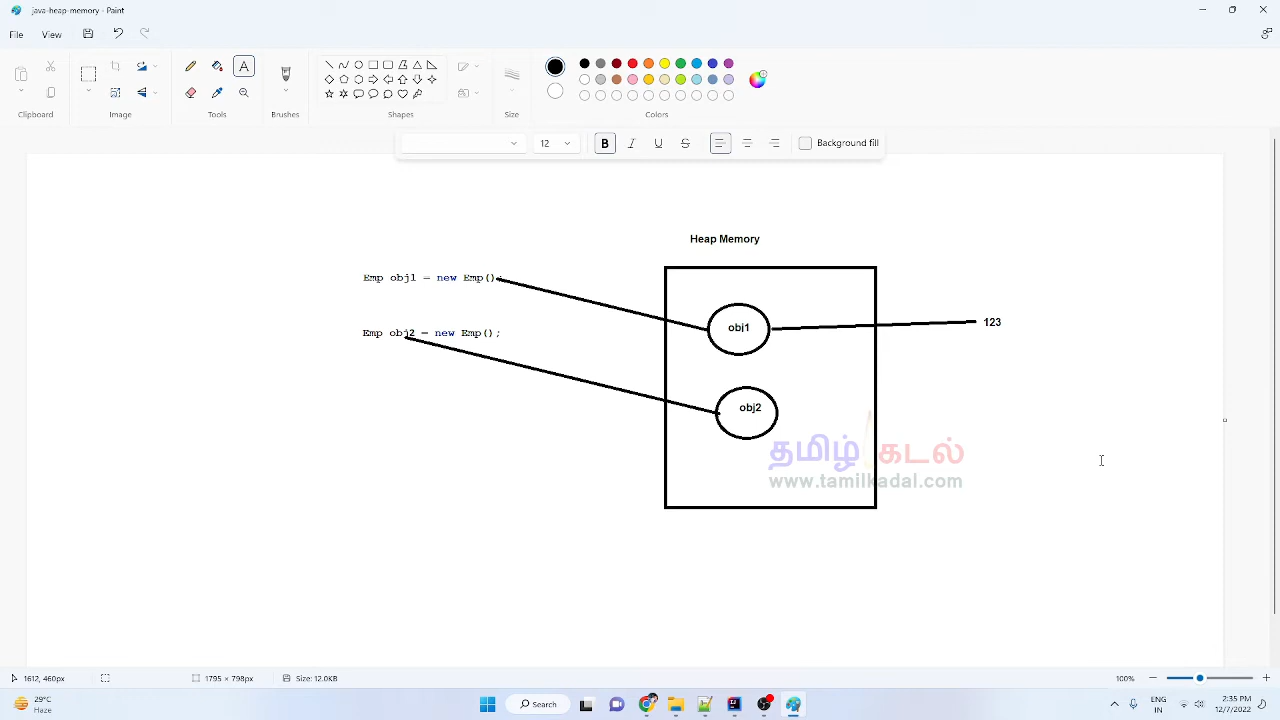 java-heap-memory - Paint
File View
Clipboard Image Tools Brushes Shapes Size Colors
12 B I U S Background fill
Heap Memory
Emp obj1 = new Emp();
obj1
123
Emp obj2 = new Emp();
obj2
தமிழ்கடல்
www.tamilkadal.com
1612, 460px 1795 × 798px Size: 12.0KB 100%
29°C
Haze
Search
ENG
IN
2:35 PM
12/7/2022